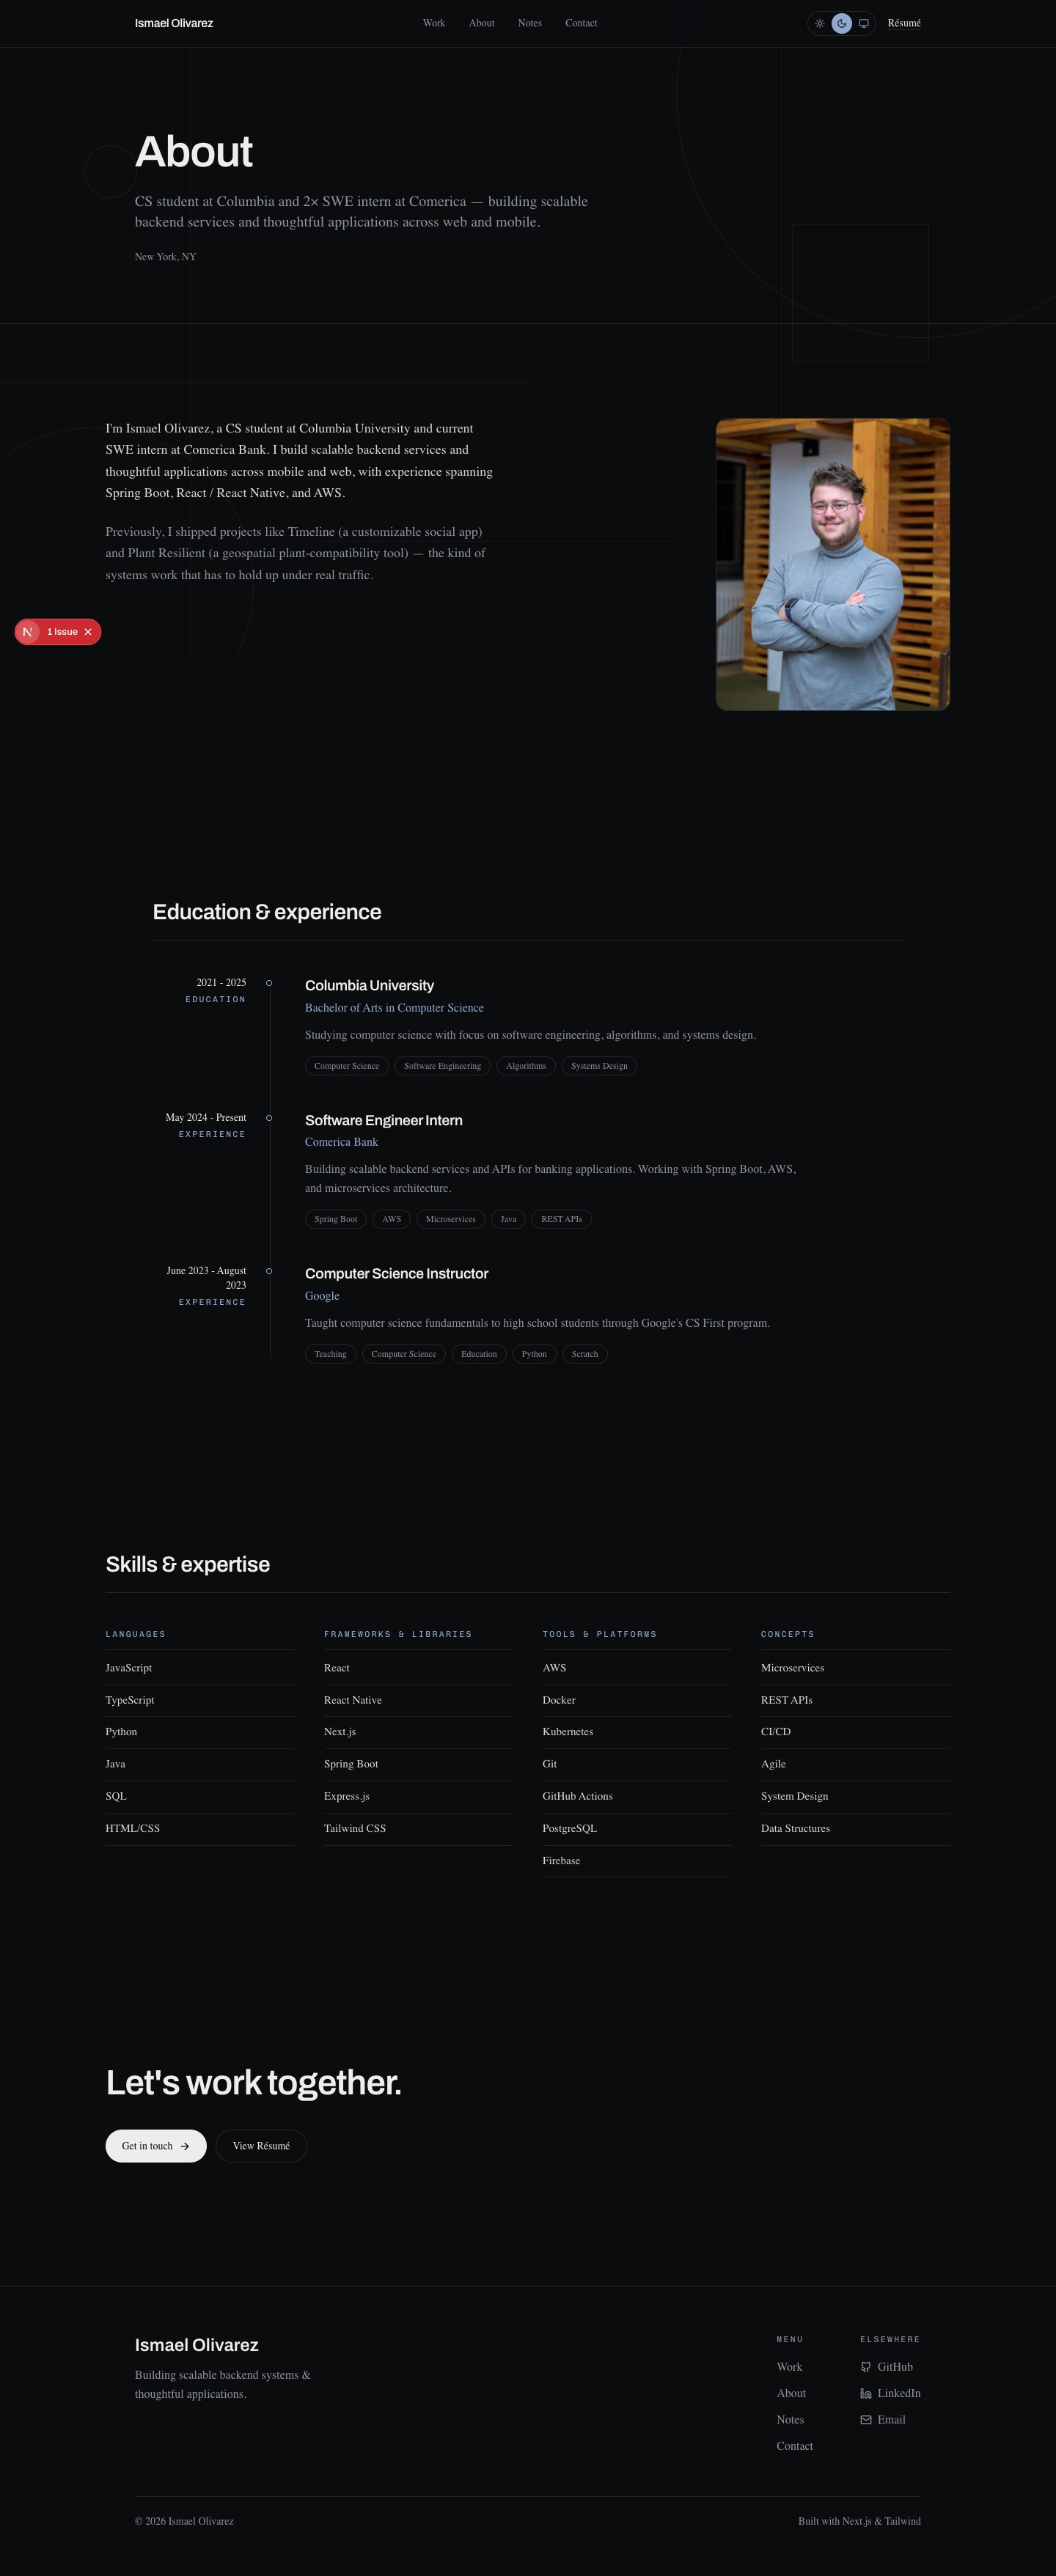 Ismael Olivarez
Work
About
Notes
Contact
Résumé
About
CS student at Columbia and 2× SWE intern at Comerica — building scalable
backend services and thoughtful applications across web and mobile.
New York, NY
I'm Ismael Olivarez, a CS student at Columbia University and current
SWE intern at Comerica Bank. I build scalable backend services and
thoughtful applications across mobile and web, with experience spanning
Spring Boot, React / React Native, and AWS.
Previously, I shipped projects like Timeline (a customizable social app)
and Plant Resilient (a geospatial plant-compatibility tool) — the kind of
systems work that has to hold up under real traffic.
N
1 Issue
Education & experience
2021 - 2025
EDUCATION
Columbia University
Bachelor of Arts in Computer Science
Studying computer science with focus on software engineering, algorithms, and systems design.
Computer Science
Software Engineering
Algorithms
Systems Design
May 2024 - Present
EXPERIENCE
Software Engineer Intern
Comerica Bank
Building scalable backend services and APIs for banking applications. Working with Spring Boot, AWS,
and microservices architecture.
Spring Boot
AWS
Microservices
Java
REST APIs
June 2023 - August
2023
EXPERIENCE
Computer Science Instructor
Google
Taught computer science fundamentals to high school students through Google's CS First program.
Teaching
Computer Science
Education
Python
Scratch
Skills & expertise
LANGUAGES
JavaScript
TypeScript
Python
Java
SQL
HTML/CSS
FRAMEWORKS & LIBRARIES
React
React Native
Next.js
Spring Boot
Express.js
Tailwind CSS
TOOLS & PLATFORMS
AWS
Docker
Kubernetes
Git
GitHub Actions
PostgreSQL
Firebase
CONCEPTS
Microservices
REST APIs
CI/CD
Agile
System Design
Data Structures
Let's work together.
Get in touch
View Résumé
Ismael Olivarez
Building scalable backend systems &
thoughtful applications.
MENU
Work
About
Notes
Contact
ELSEWHERE
GitHub
LinkedIn
Email
© 2026 Ismael Olivarez
Built with Next.js & Tailwind